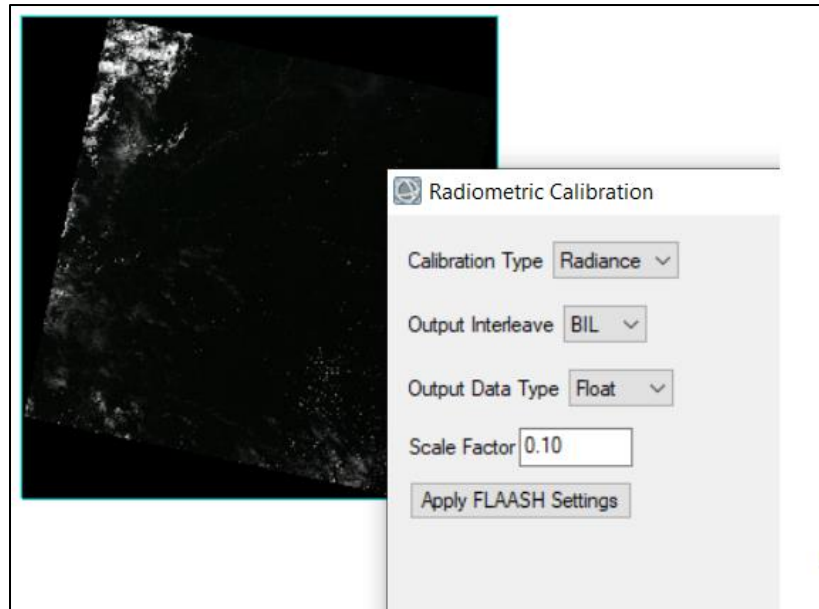 Radiometric Calibration
Calibration Type Radiance
Output Interleave BIL
Output Data Type Float
Scale Factor 0.10
Apply FLAASH Settings